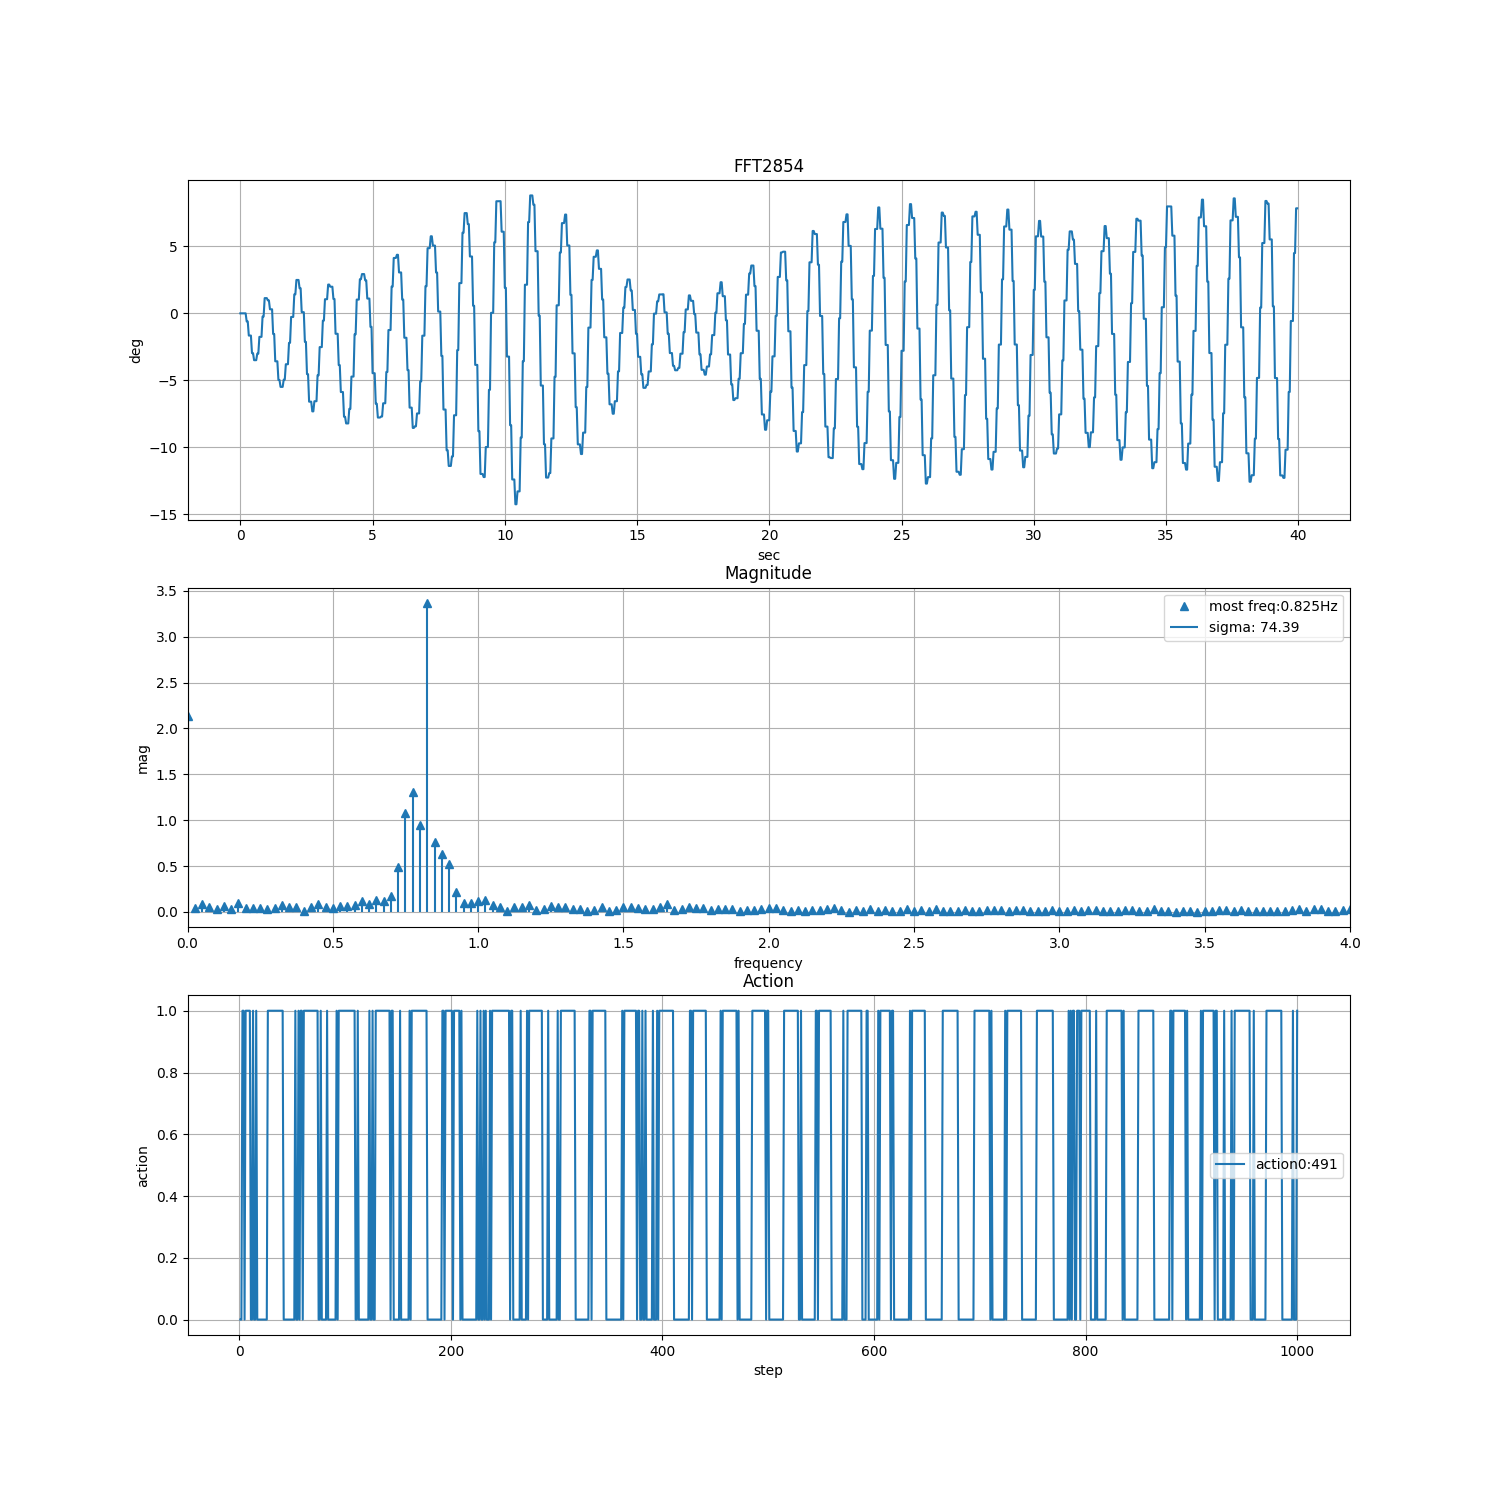 FFT2854
5
0
−5
−10
−15
deg
0 5 10 15 20 25 30 35 40
sec
Magnitude
3.5
3.0
2.5
2.0
1.5
1.0
0.5
0.0
mag
most freq:0.825Hz
sigma: 74.39
0.0 0.5 1.0 1.5 2.0 2.5 3.0 3.5 4.0
frequency
Action
1.0
0.8
0.6
0.4
0.2
0.0
action
action0:491
0 200 400 600 800 1000
step